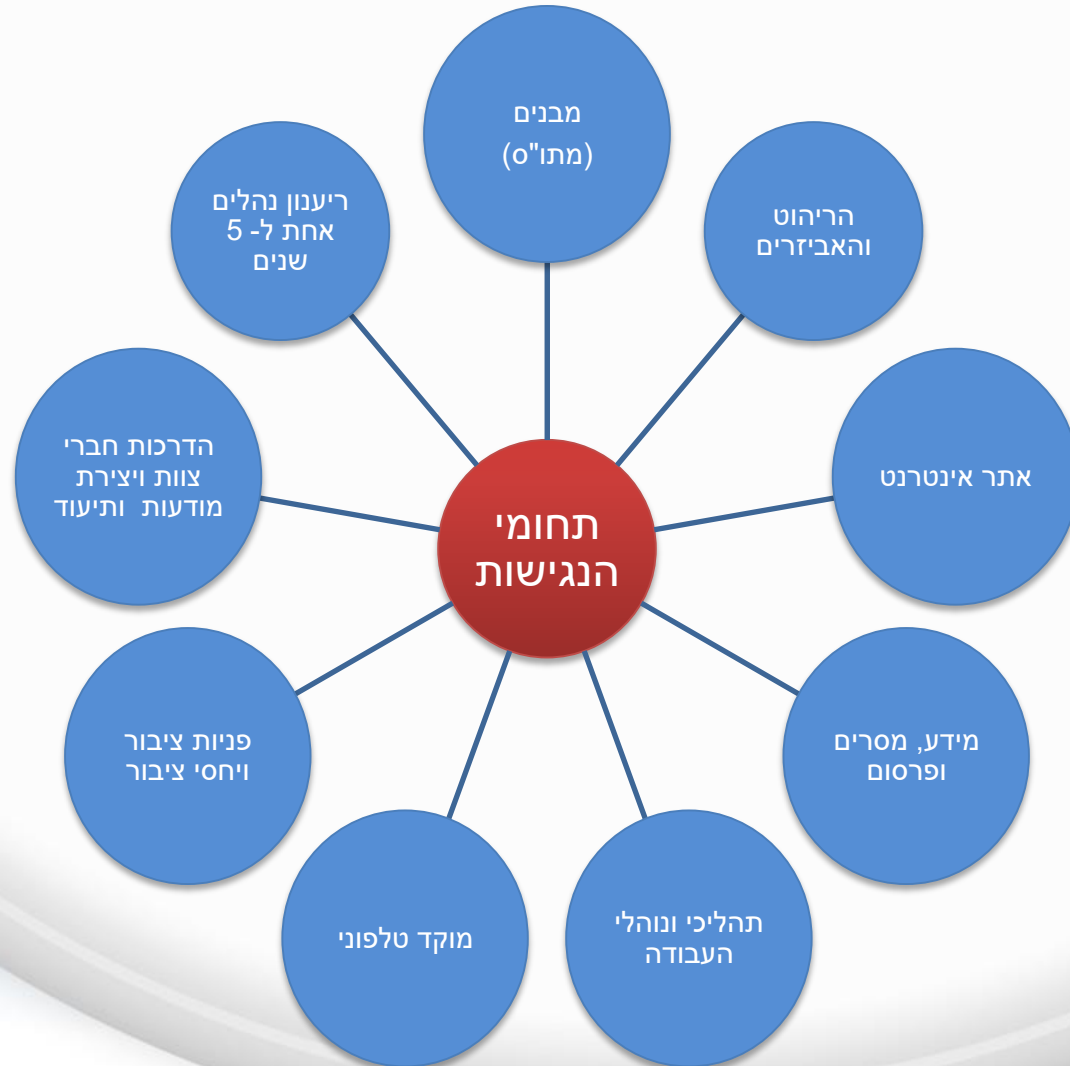 תחומי
הנגישות
מבנים
(מתו"ס)
הריהוט
והאביזרים
אתר אינטרנט
מידע, מסרים
ופרסום
תהליכי ונוהלי
העבודה
מוקד טלפוני
פניות ציבור
ויחסי ציבור
הדרכות חברי
צוות ויצירת
מודעות ותיעוד
ריענון נהלים
אחת ל- 5
שנים